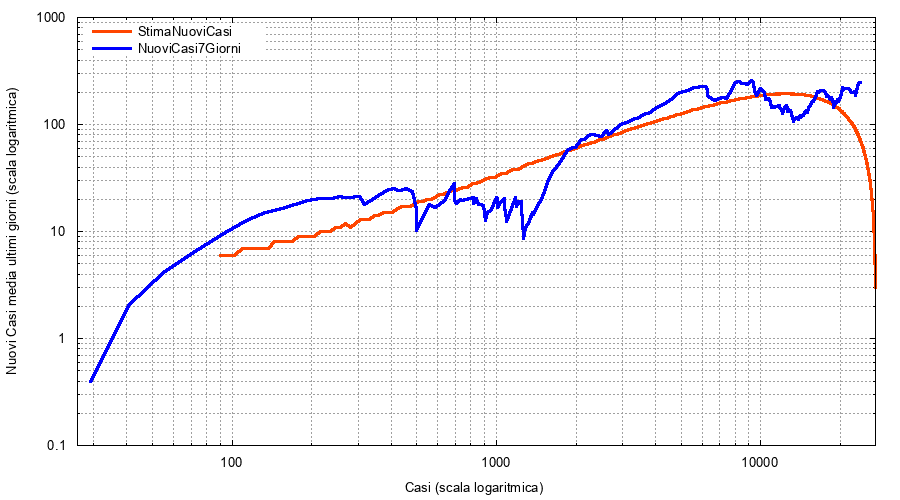 1000
StimaNuoviCasi
NuoviCasi7Giorni
100
10
1
0.1
Nuovi Casi media ultimi giorni (scala logaritmica)
100
1000
10000
Casi (scala logaritmica)